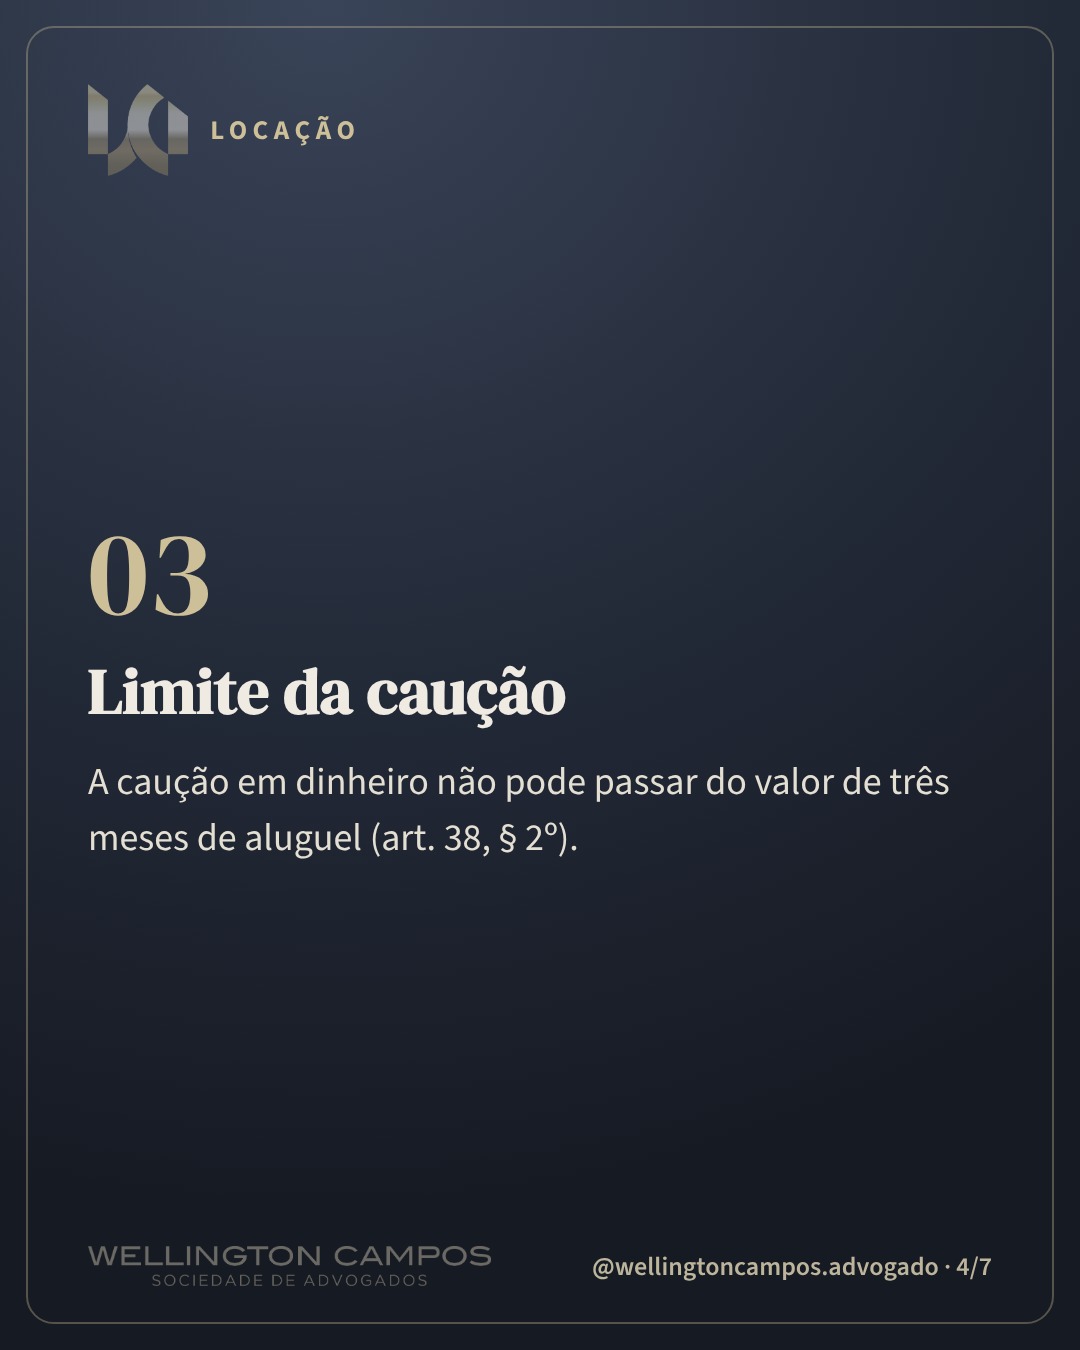 LOCAÇÃO
03
Limite da caução
A caução em dinheiro não pode passar do valor de três
meses de aluguel (art. 38, § 2º).
WELLINGTON CAMPOS
SOCIEDADE DE ADVOGADOS
@wellingtoncampos.advogado · 4/7